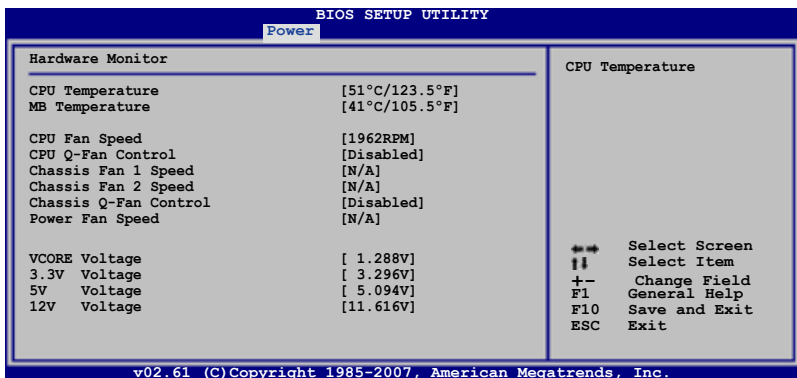 BIOS SETUP UTILITY
Power
Hardware Monitor
CPU Temperature [51°C/123.5°F]
MB Temperature [41°C/105.5°F]
CPU Fan Speed [1962RPM]
CPU Q-Fan Control [Disabled]
Chassis Fan 1 Speed [N/A]
Chassis Fan 2 Speed [N/A]
Chassis Q-Fan Control [Disabled]
Power Fan Speed [N/A]
VCORE Voltage [ 1.288V]
3.3V Voltage [ 3.296V]
5V Voltage [ 5.094V]
12V Voltage [11.616V]
CPU Temperature
←→ Select Screen
↑↓ Select Item
+- Change Field
F1 General Help
F10 Save and Exit
ESC Exit
v02.61 (C)Copyright 1985-2007, American Megatrends, Inc.